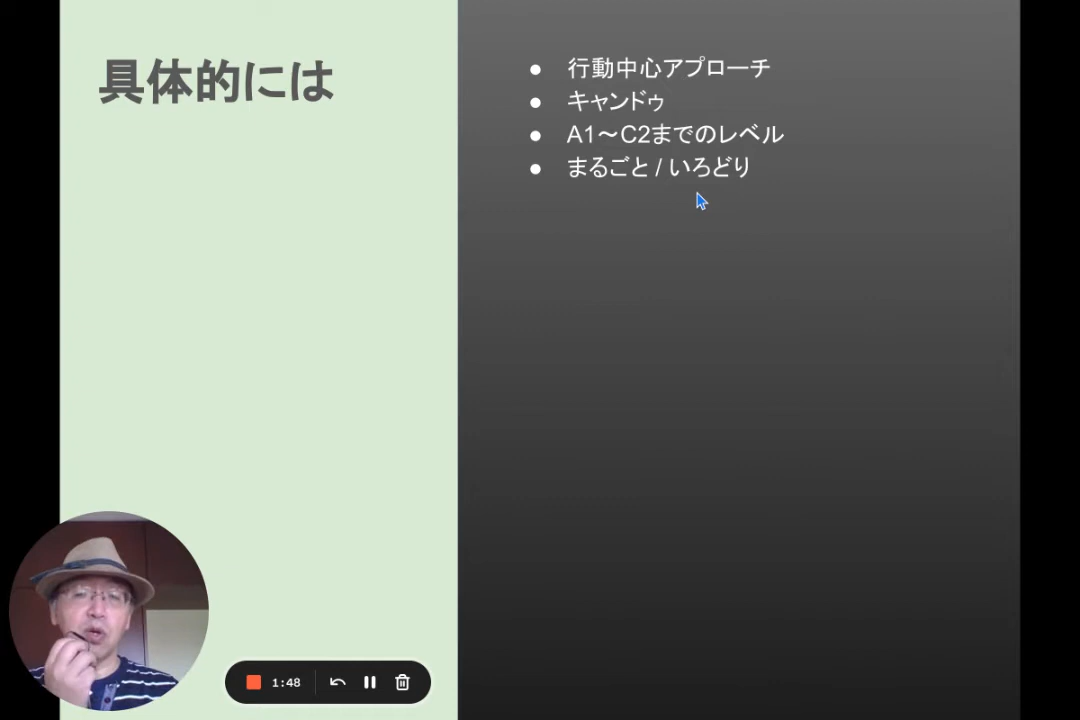 具体的には
● 行動中心アプローチ
● キャンドゥ
● A1～C2までのレベル
● まるごと / いろどり
1:48